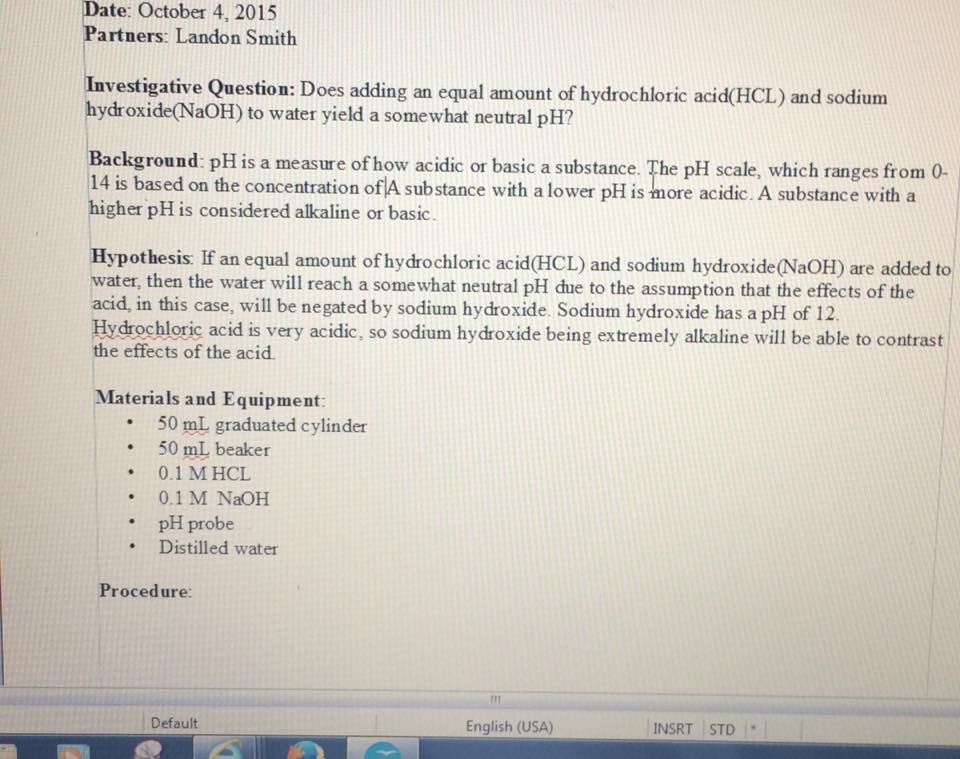 Date: October 4, 2015
Partners: Landon Smith
Investigative Question: Does adding an equal amount of hydrochloric acid(HCL) and sodium
hydroxide(NaOH) to water yield a somewhat neutral pH?
Background: pH is a measure of how acidic or basic a substance. The pH scale, which ranges from 0-
14 is based on the concentration of A substance with a lower pH is more acidic. A substance with a
higher pH is considered alkaline or basic.
Hypothesis: If an equal amount of hydrochloric acid(HCL) and sodium hydroxide(NaOH) are added to
water, then the water will reach a somewhat neutral pH due to the assumption that the effects of the
acid, in this case, will be negated by sodium hydroxide. Sodium hydroxide has a pH of 12.
Hydrochloric acid is very acidic, so sodium hydroxide being extremely alkaline will be able to contrast
the effects of the acid.
Materials and Equipment:
• 50 mL graduated cylinder
• 50 mL beaker
• 0.1 M HCL
• 0.1 M NaOH
• pH probe
• Distilled water
Procedure:
Default English (USA) INSRT STD *